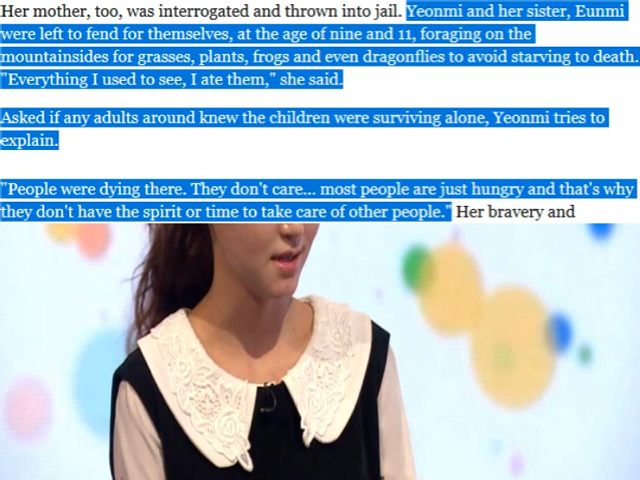 Her mother, too, was interrogated and thrown into jail. Yeonmi and her sister, Eunmi
were left to fend for themselves, at the age of nine and 11, foraging on the
mountainsides for grasses, plants, frogs and even dragonflies to avoid starving to death.
"Everything I used to see, I ate them," she said.
Asked if any adults around knew the children were surviving alone, Yeonmi tries to
explain.
"People were dying there. They don't care... most people are just hungry and that's why
they don't have the spirit or time to take care of other people." Her bravery and